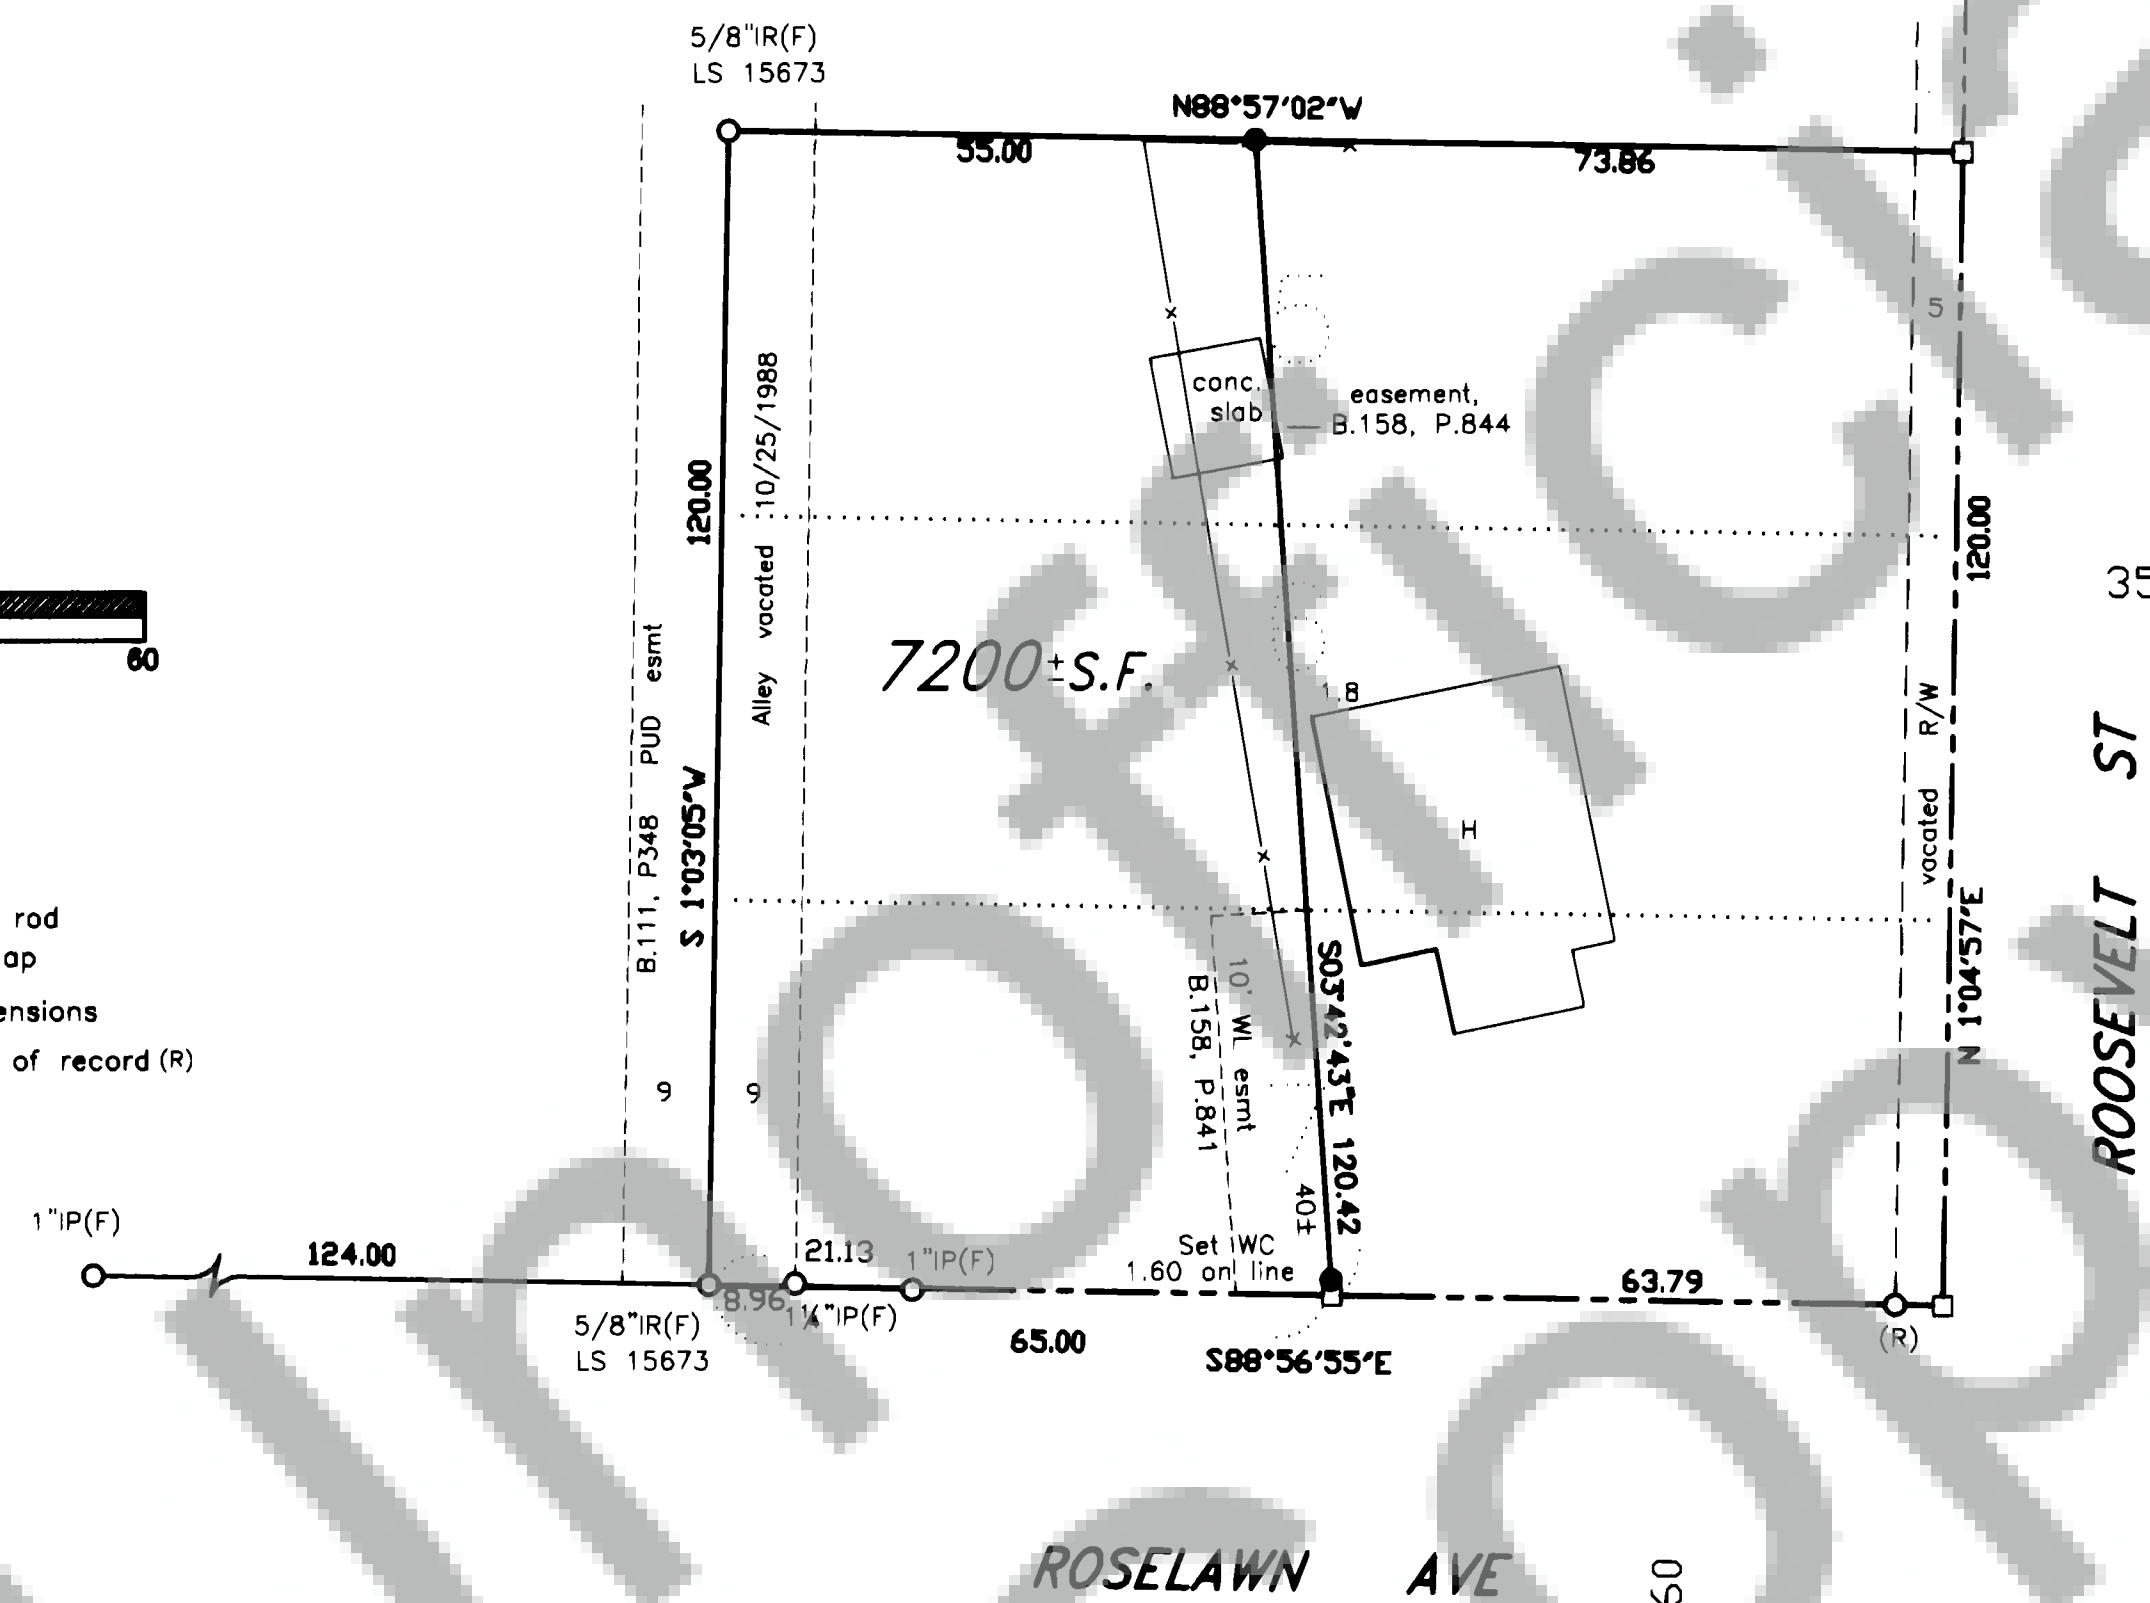 5/8"IR(F)
LS 15673
N88°57'02"W
55.00
73.86
5
conc.
slab
easement,
B.158, P.844
120.00
Alley vacated 10/25/1988
120.00
35
60
B.111, P348 PUD esmt
S 1°03'05"W
7200±S.F.
5
6
1.8
H
vacated R/W
N 1°04'57"E
ROOSEVELT ST
rod
ap
ensions
of record (R)
10' WL esmt
B.158, P.841
S03°42'43"E 120.42
40±
9
9
1"IP(F)
124.00
21.13
1"IP(F)
Set WC
1.60 on line
63.79
8.96
1¼"IP(F)
5/8"IR(F)
LS 15673
65.00
S88°56'55"E
(R)
ROSELAWN AVE
60